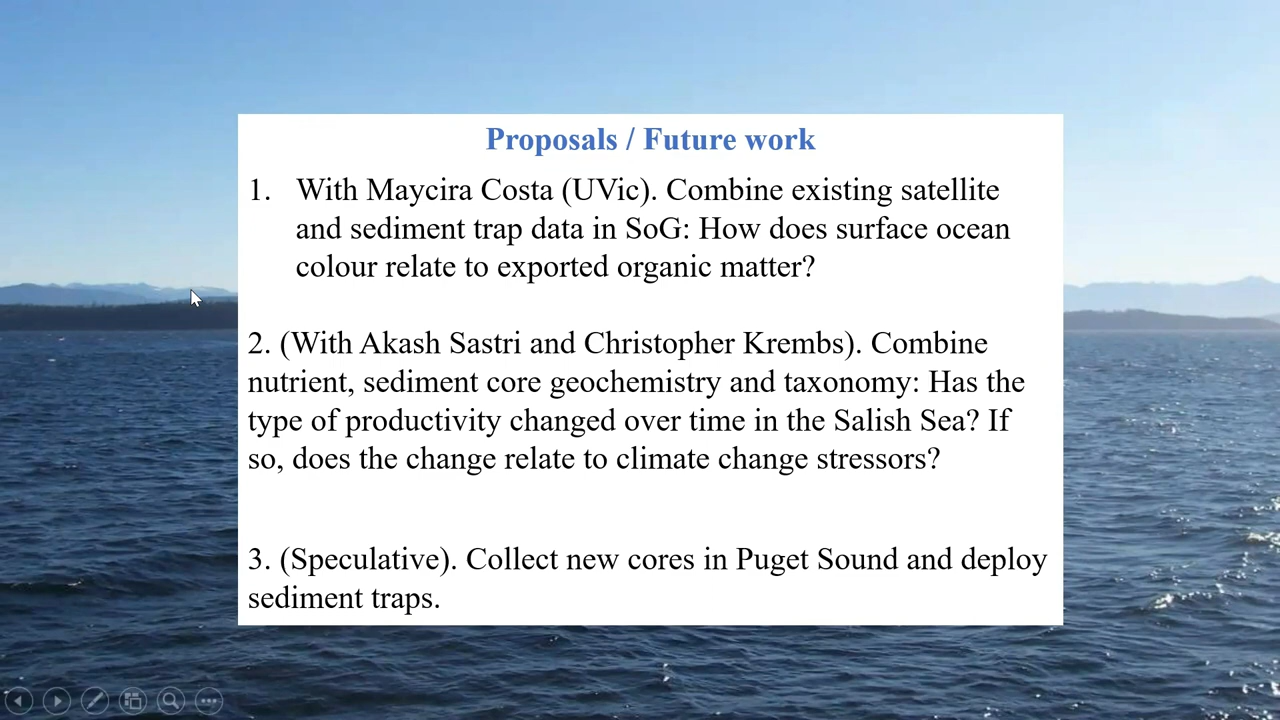 Proposals / Future work
1. With Maycira Costa (UVic). Combine existing satellite
and sediment trap data in SoG: How does surface ocean
colour relate to exported organic matter?
2. (With Akash Sastri and Christopher Krembs). Combine
nutrient, sediment core geochemistry and taxonomy: Has the
type of productivity changed over time in the Salish Sea? If
so, does the change relate to climate change stressors?
3. (Speculative). Collect new cores in Puget Sound and deploy
sediment traps.